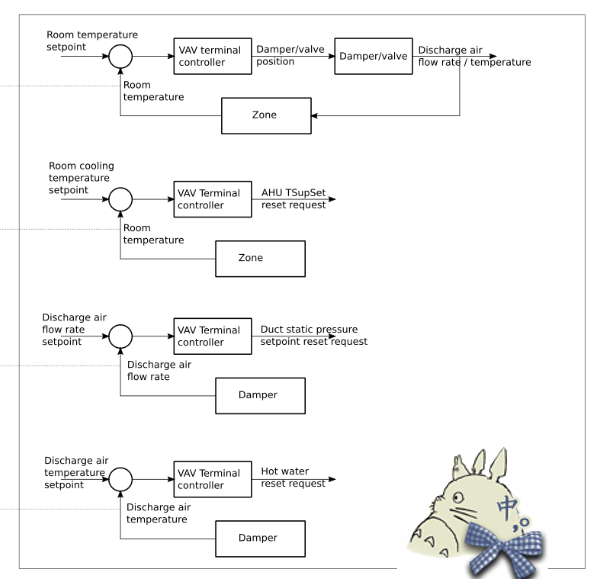 Room temperature
setpoint
VAV terminal
controller
Damper/valve
position
Damper/valve
Discharge air
flow rate / temperature
Room
temperature
Zone
Room cooling
temperature
setpoint
VAV Terminal
controller
AHU TSupSet
reset request
Room
temperature
Zone
Discharge air
flow rate
setpoint
VAV Terminal
controller
Duct static pressure
setpoint reset request
Discharge air
flow rate
Damper
Discharge air
temperature
setpoint
VAV Terminal
controller
Hot water
reset request
Discharge air
temperature
Damper
中